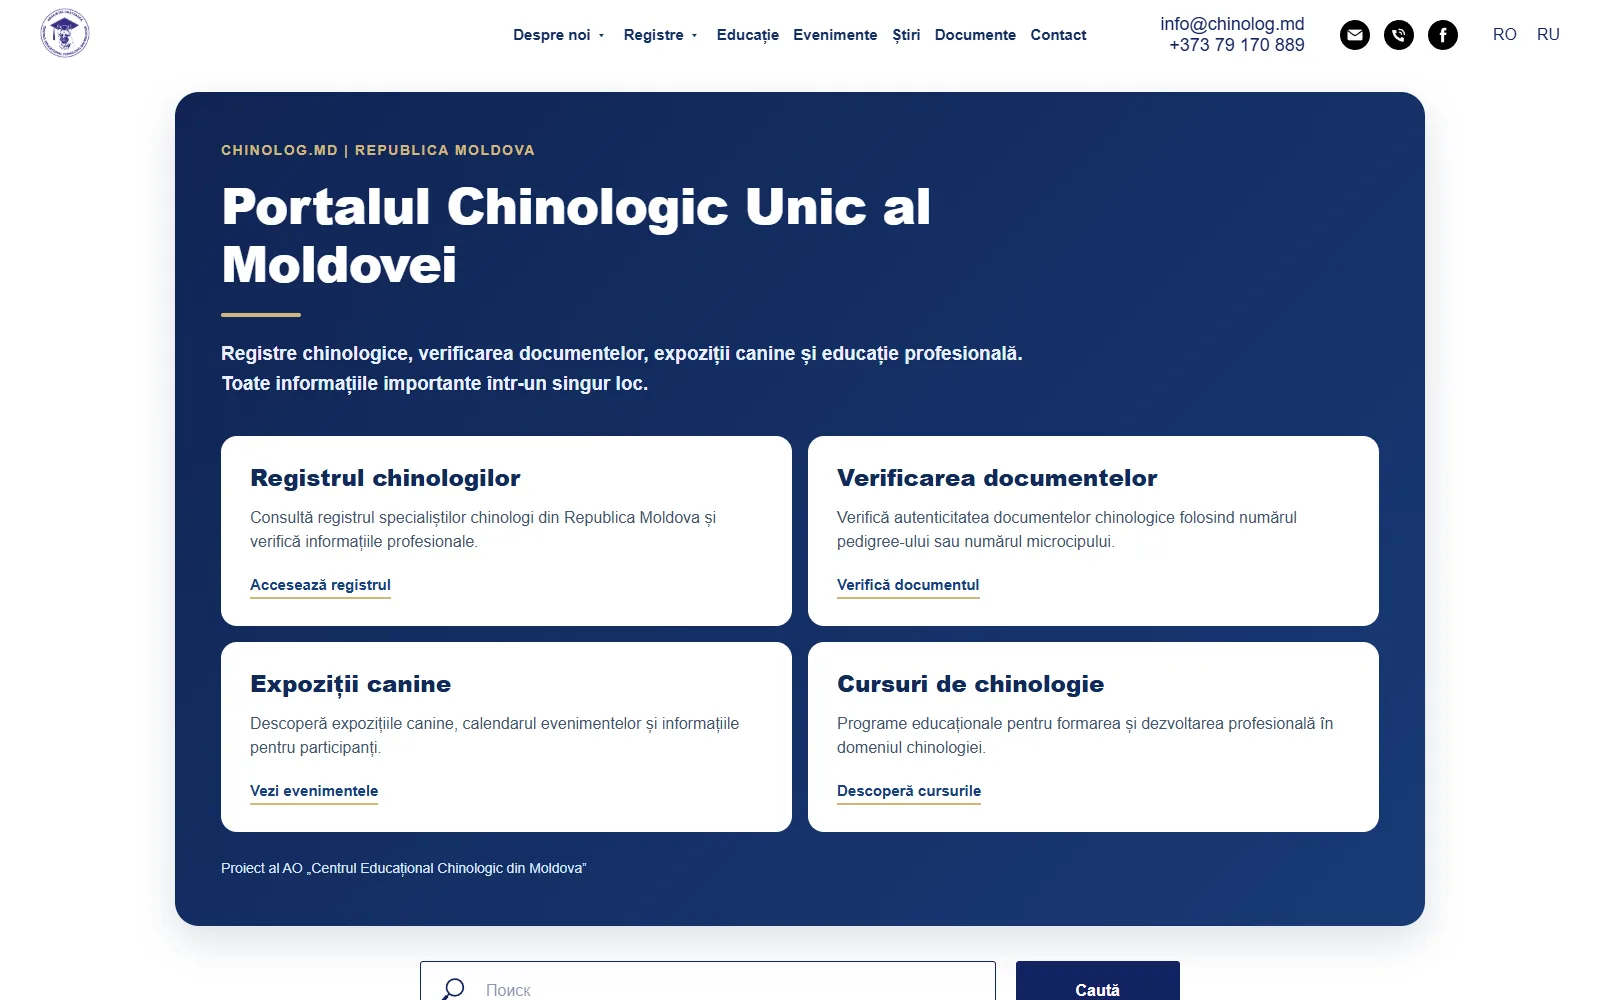 Despre noi
Registre
Educație
Evenimente
Știri
Documente
Contact
info@chinolog.md
+373 79 170 889
RO
RU
CHINOLOG.MD | REPUBLICA MOLDOVA
Portalul Chinologic Unic al
Moldovei
Registre chinologice, verificarea documentelor, expoziții canine și educație profesională.
Toate informațiile importante într-un singur loc.
Registrul chinologilor
Consultă registrul specialiștilor chinologi din Republica Moldova și
verifică informațiile profesionale.
Accesează registrul
Verificarea documentelor
Verifică autenticitatea documentelor chinologice folosind numărul
pedigree-ului sau numărul microcipului.
Verifică documentul
Expoziții canine
Descoperă expozițiile canine, calendarul evenimentelor și informațiile
pentru participanți.
Vezi evenimentele
Cursuri de chinologie
Programe educaționale pentru formarea și dezvoltarea profesională în
domeniul chinologiei.
Descoperă cursurile
Proiect al AO „Centrul Educațional Chinologic din Moldova”
Поиск
Caută